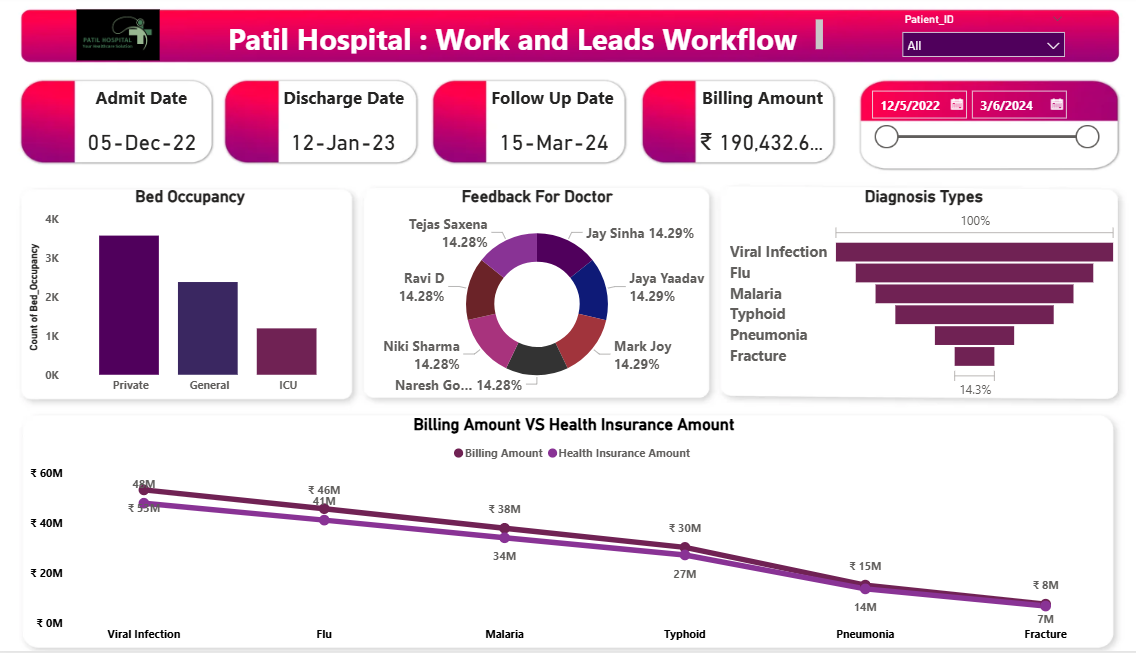 PATIL HOSPITAL
Your Healthcare Solution
Patil Hospital : Work and Leads Workflow
Patient_ID
All
Admit Date
05-Dec-22
Discharge Date
12-Jan-23
Follow Up Date
15-Mar-24
Billing Amount
₹ 190,432.6...
12/5/2022
3/6/2024
Bed Occupancy
Count of Bed_Occupancy
4K
3K
2K
1K
0K
Private
General
ICU
Feedback For Doctor
Tejas Saxena
14.28%
Jay Sinha 14.29%
Ravi D
14.28%
Jaya Yaadav
14.29%
Niki Sharma
14.28%
Mark Joy
14.29%
Naresh Go... 14.28%
Diagnosis Types
100%
Viral Infection
Flu
Malaria
Typhoid
Pneumonia
Fracture
14.3%
Billing Amount VS Health Insurance Amount
Billing Amount
Health Insurance Amount
₹ 60M
₹ 40M
₹ 20M
₹ 0M
48M
₹ 53M
₹ 46M
41M
₹ 38M
34M
₹ 30M
27M
₹ 15M
14M
₹ 8M
7M
Viral Infection
Flu
Malaria
Typhoid
Pneumonia
Fracture